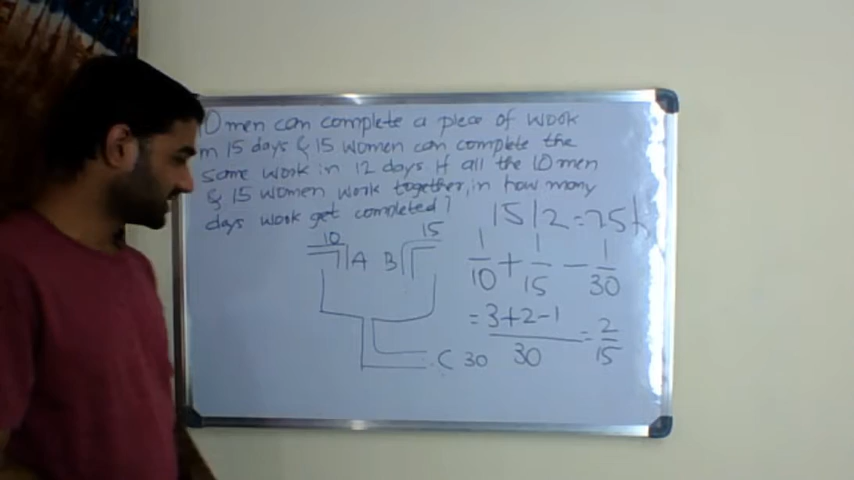 10 men can complete a piece of work
in 15 days & 15 women can complete the
same work in 12 days if all the 10 men
& 15 women work together, in how many
days work get completed?
15/2 = 7.5 h
10 A B 15
1/10 + 1/15 - 1/30
= 3+2-1/30 = 2/15
C 30